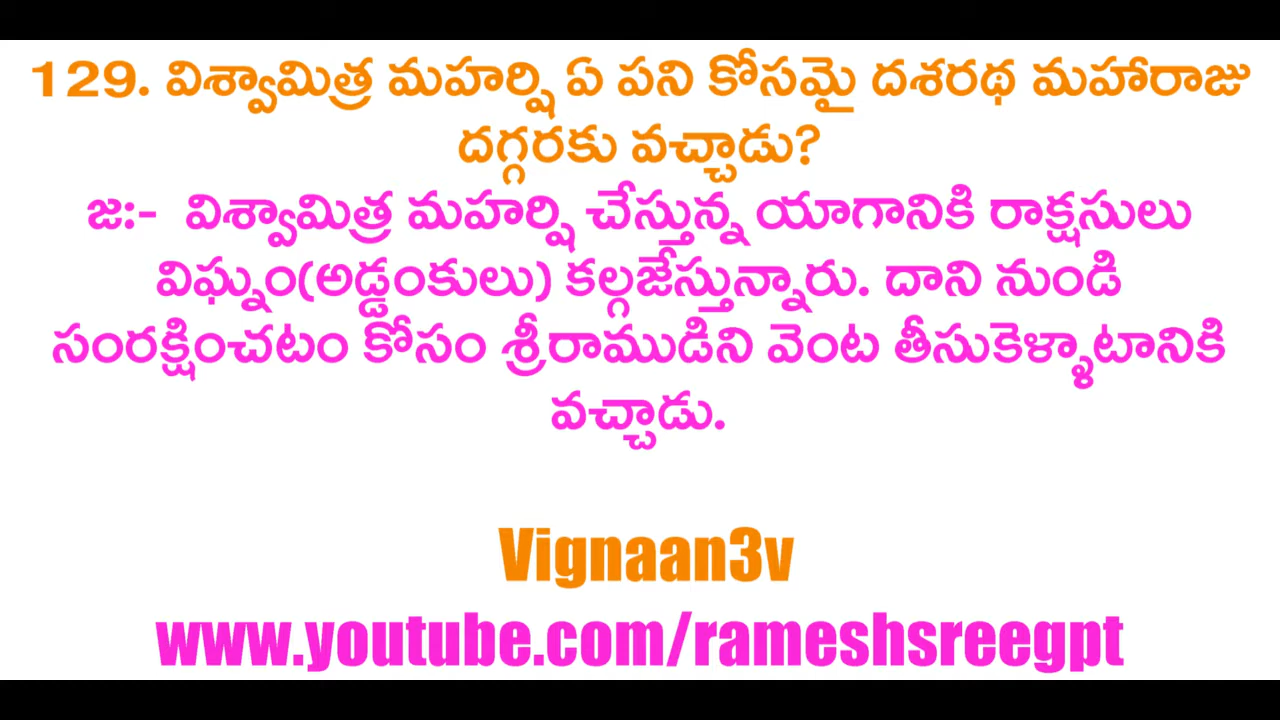 129. విశ్వామిత్ర మహర్షి ఏ పని కోసమై దశరథ మహారాజు
దగ్గరకు వచ్చాడు?
జ:- విశ్వామిత్ర మహర్షి చేస్తున్న యాగానికి రాక్షసులు
విఘ్నం(అడ్డంకులు) కల్గజేస్తున్నారు. దాని నుండి
సంరక్షించటం కోసం శ్రీరాముడిని వెంట తీసుకెళ్ళాటానికి
వచ్చాడు.
Vignaan3v
www.youtube.com/rameshsreegpt